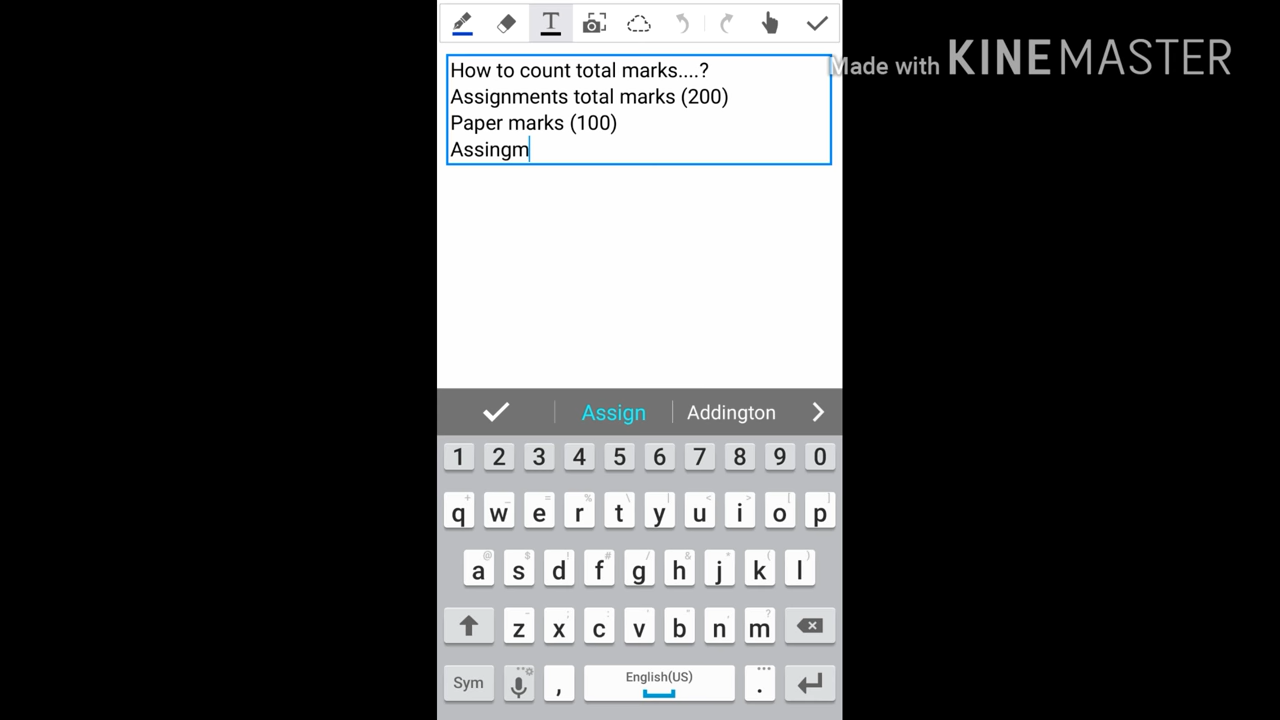 Made with KINEMASTER
How to count total marks....?
Assignments total marks (200)
Paper marks (100)
Assingm
Assign Addington
1 2 3 4 5 6 7 8 9 0
q w e r t y u i o p
a s d f g h j k l
z x c v b n m
Sym , English(US) .